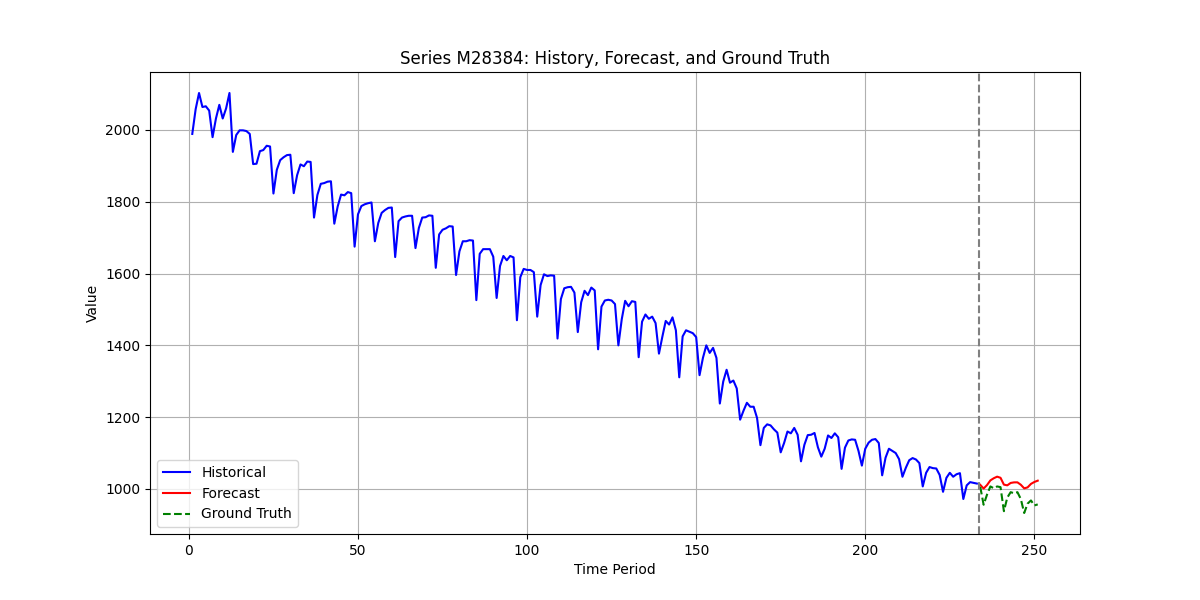 Series M28384: History, Forecast, and Ground Truth
2000
1800
1600
1400
1200
1000
Value
Historical
Forecast
Ground Truth
0
50
100
150
200
250
Time Period